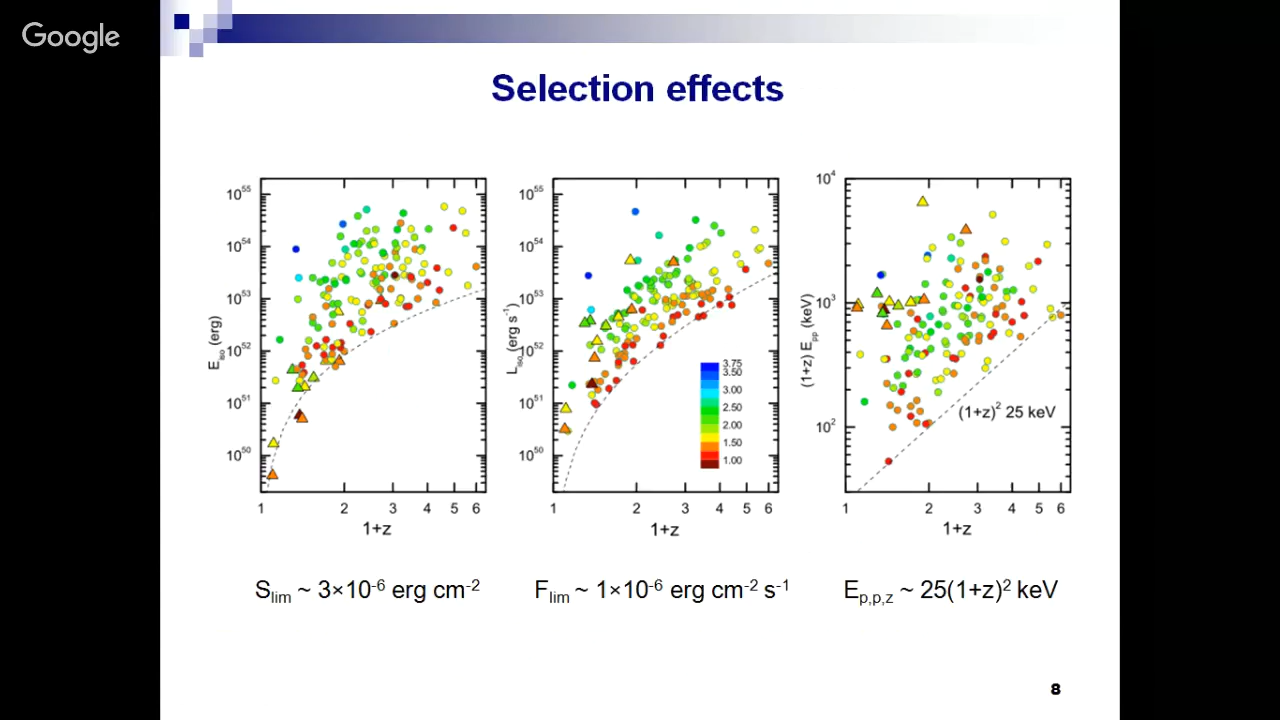 Google
Selection effects
10^55
10^54
10^53
10^52
10^51
10^50
E_iso (erg)
1 2 3 4 5 6
1+z
10^55
10^54
10^53
10^52
10^51
10^50
L_iso (erg s^-1)
3.75
3.50
3.00
2.50
2.00
1.50
1.00
1 2 3 4 5 6
1+z
10^4
10^3
10^2
(1+z) E_pp (keV)
(1+z)^2 25 keV
1 2 3 4 5 6
1+z
S_lim ~ 3×10^-6 erg cm^-2
F_lim ~ 1×10^-6 erg cm^-2 s^-1
E_p,p,z ~ 25(1+z)^2 keV
8